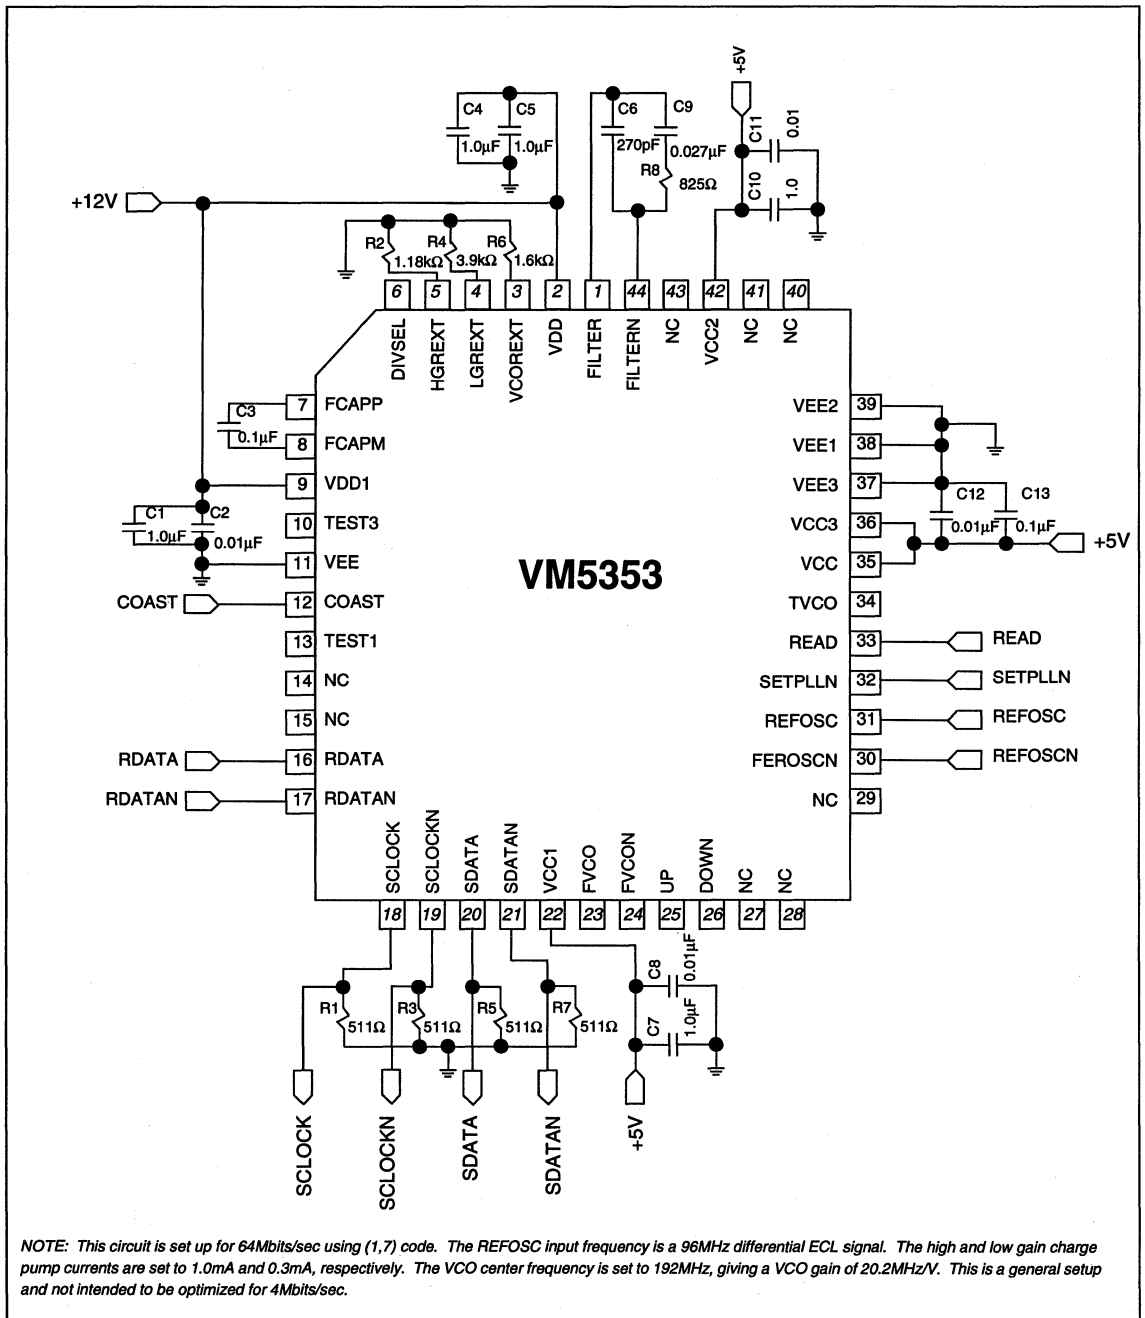 +5V
C4
C5
1.0µF
1.0µF
C6
C9
270pF
0.027µF
R8
825Ω
C11
0.01
C10
1.0
+12V
R2
1.18kΩ
R4
3.9kΩ
R6
1.6kΩ
6
5
4
3
2
1
44
43
42
41
40
DIVSEL
HGREXT
LGREXT
VCOREXT
VDD
FILTER
FILTERN
NC
VCC2
NC
NC
C3
0.1µF
7 FCAPP
8 FCAPM
9 VDD1
10 TEST3
11 VEE
C1
1.0µF
C2
0.01µF
COAST
12 COAST
13 TEST1
14 NC
15 NC
RDATA
16 RDATA
RDATAN
17 RDATAN
VM5353
VEE2 39
VEE1 38
VEE3 37
VCC3 36
VCC 35
C12
0.01µF
C13
0.1µF
+5V
TVCO 34
READ 33
READ
SETPLLN 32
SETPLLN
REFOSC 31
REFOSC
FEROSCN 30
REFOSCN
NC 29
SCLOCK
SCLOCKN
SDATA
SDATAN
VCC1
FVCO
FVCON
UP
DOWN
NC
NC
18
19
20
21
22
23
24
25
26
27
28
R1
511Ω
R3
511Ω
R5
511Ω
R7
511Ω
C8
0.01µF
C7
1.0µF
SCLOCK
SCLOCKN
SDATA
SDATAN
+5V
NOTE: This circuit is set up for 64Mbits/sec using (1,7) code. The REFOSC input frequency is a 96MHz differential ECL signal. The high and low gain charge
pump currents are set to 1.0mA and 0.3mA, respectively. The VCO center frequency is set to 192MHz, giving a VCO gain of 20.2MHz/V. This is a general setup
and not intended to be optimized for 4Mbits/sec.